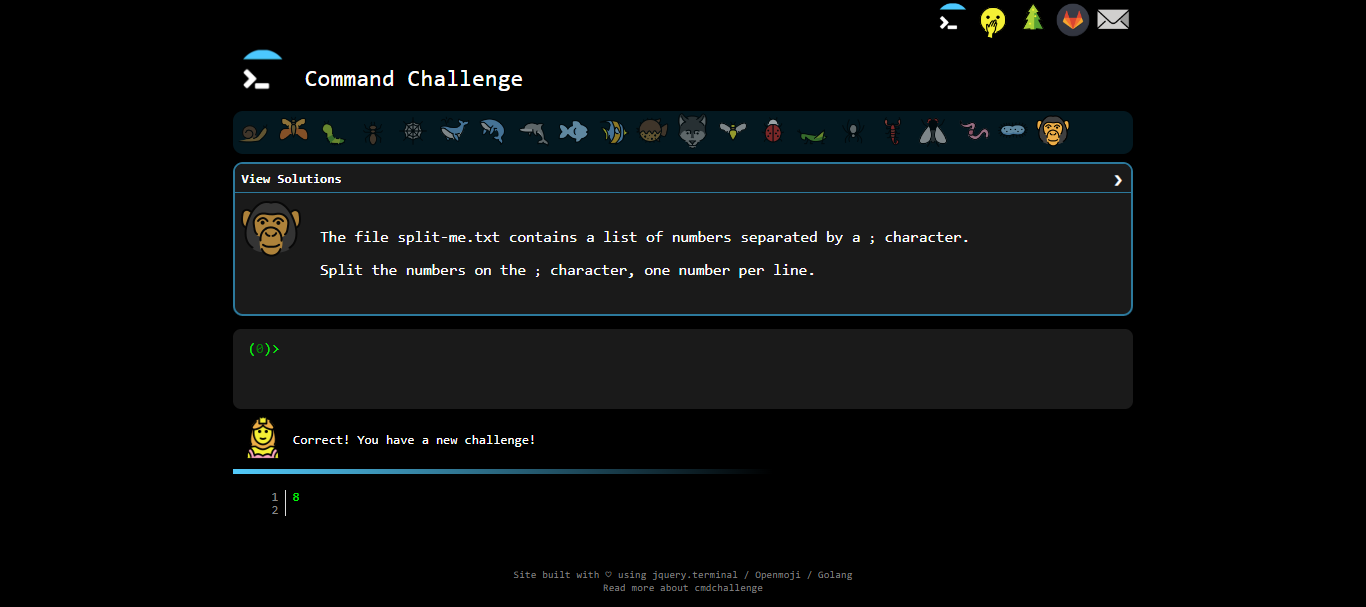 Command Challenge
View Solutions ❯
The file split-me.txt contains a list of numbers separated by a ; character.
Split the numbers on the ; character, one number per line.
(0)>
Correct! You have a new challenge!
1 8
2
Site built with ♡ using jquery.terminal / Openmoji / Golang
Read more about cmdchallenge